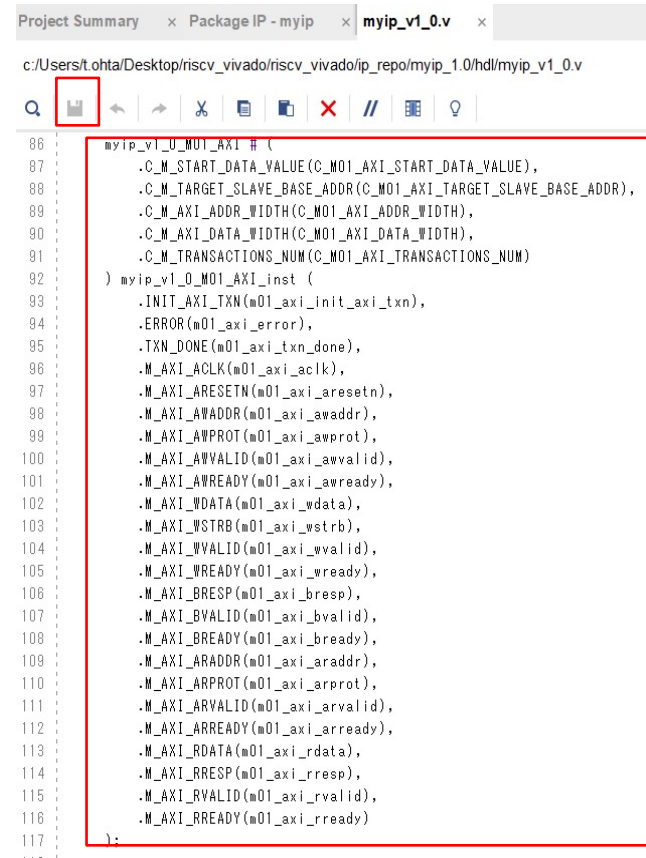 Project Summary × Package IP - myip × myip_v1_0.v ×
c:/Users/t.ohta/Desktop/riscv_vivado/riscv_vivado/ip_repo/myip_1.0/hdl/myip_v1_0.v
86 myip_v1_0_M01_AXI # (
87 .C_M_START_DATA_VALUE(C_M01_AXI_START_DATA_VALUE),
88 .C_M_TARGET_SLAVE_BASE_ADDR(C_M01_AXI_TARGET_SLAVE_BASE_ADDR),
89 .C_M_AXI_ADDR_WIDTH(C_M01_AXI_ADDR_WIDTH),
90 .C_M_AXI_DATA_WIDTH(C_M01_AXI_DATA_WIDTH),
91 .C_M_TRANSACTIONS_NUM(C_M01_AXI_TRANSACTIONS_NUM)
92 ) myip_v1_0_M01_AXI_inst (
93 .INIT_AXI_TXN(m01_axi_init_axi_txn),
94 .ERROR(m01_axi_error),
95 .TXN_DONE(m01_axi_txn_done),
96 .M_AXI_ACLK(m01_axi_aclk),
97 .M_AXI_ARESETN(m01_axi_aresetn),
98 .M_AXI_AWADDR(m01_axi_awaddr),
99 .M_AXI_AWPROT(m01_axi_awprot),
100 .M_AXI_AWVALID(m01_axi_awvalid),
101 .M_AXI_AWREADY(m01_axi_awready),
102 .M_AXI_WDATA(m01_axi_wdata),
103 .M_AXI_WSTRB(m01_axi_wstrb),
104 .M_AXI_WVALID(m01_axi_wvalid),
105 .M_AXI_WREADY(m01_axi_wready),
106 .M_AXI_BRESP(m01_axi_bresp),
107 .M_AXI_BVALID(m01_axi_bvalid),
108 .M_AXI_BREADY(m01_axi_bready),
109 .M_AXI_ARADDR(m01_axi_araddr),
110 .M_AXI_ARPROT(m01_axi_arprot),
111 .M_AXI_ARVALID(m01_axi_arvalid),
112 .M_AXI_ARREADY(m01_axi_arready),
113 .M_AXI_RDATA(m01_axi_rdata),
114 .M_AXI_RRESP(m01_axi_rresp),
115 .M_AXI_RVALID(m01_axi_rvalid),
116 .M_AXI_RREADY(m01_axi_rready)
117 );